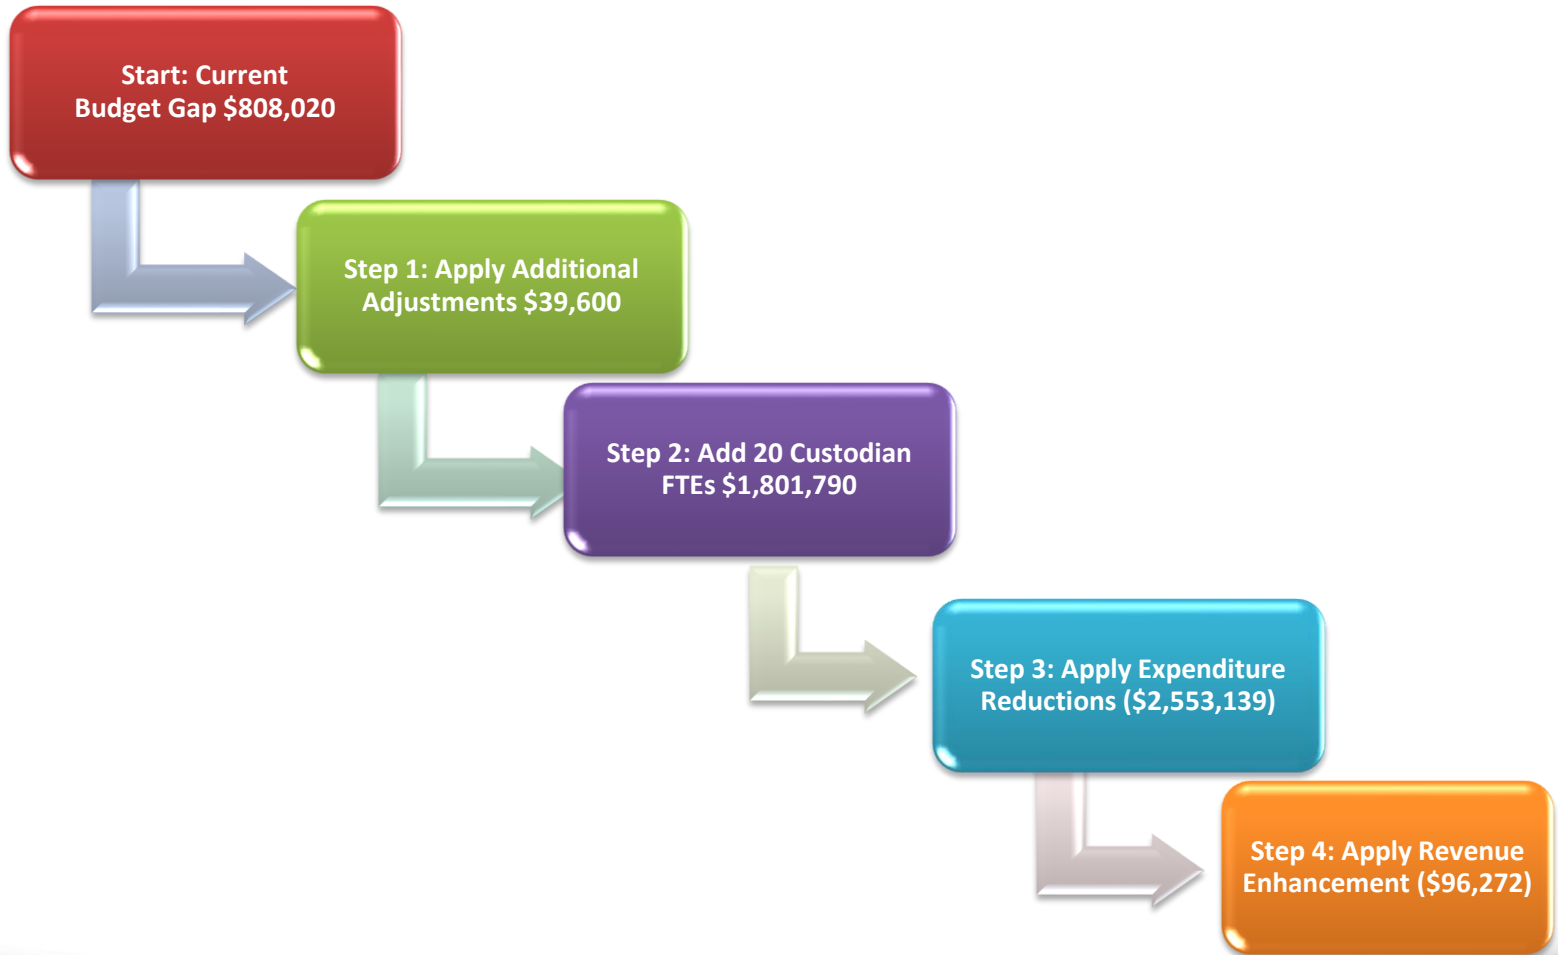 Start: Current
Budget Gap $808,020
Step 1: Apply Additional
Adjustments $39,600
Step 2: Add 20 Custodian
FTEs $1,801,790
Step 3: Apply Expenditure
Reductions ($2,553,139)
Step 4: Apply Revenue
Enhancement ($96,272)